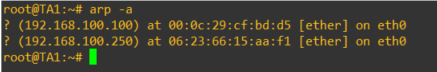 root@TA1:~# arp -a
? (192.168.100.100) at 00:0c:29:cf:bd:d5 [ether] on eth0
? (192.168.100.250) at 06:23:66:15:aa:f1 [ether] on eth0
root@TA1:~#